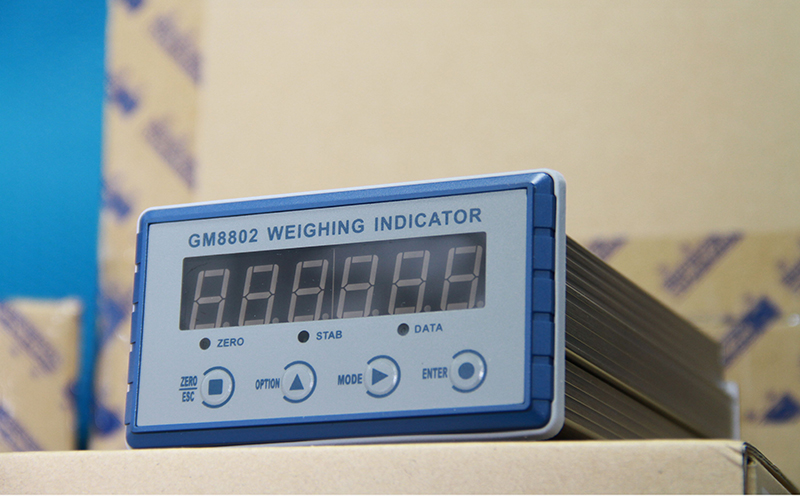 GM8802 WEIGHING INDICATOR
ZERO STAB DATA
ZERO
ESC
OPTION
MODE
ENTER